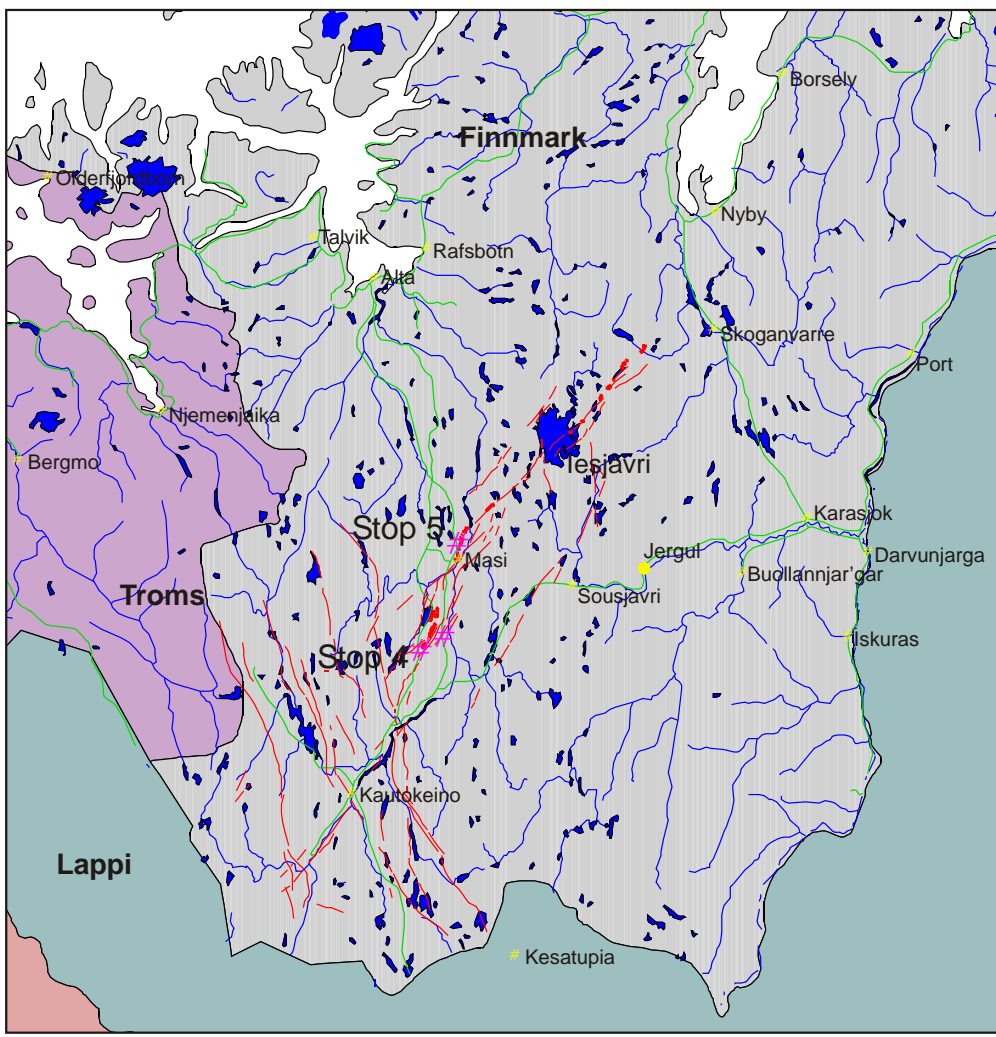 Borselv
Finnmark
Olderfjordbotn
Nyby
Talvik
Rafsbotn
Alta
Skoganvarre
Port
Njemenjaika
Bergmo
Iesjavri
Karasjok
Stop 5
Masi
Jergul
Darvunjarga
Buollannjar'gar
Sousjavri
Troms
Iskuras
Stop 4
Kautokeino
Lappi
Kesatupia